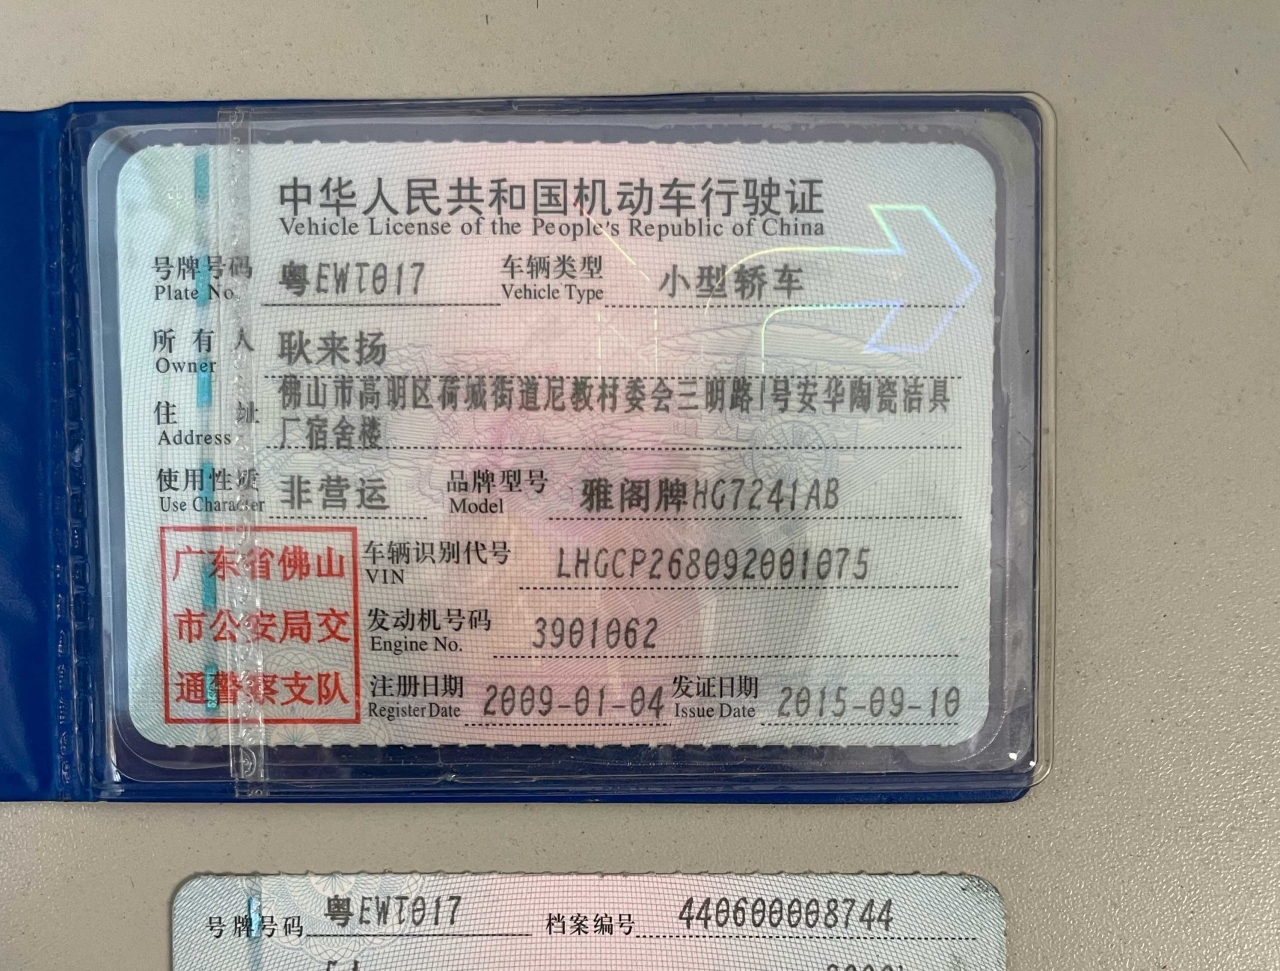 中华人民共和国机动车行驶证
Vehicle License of the People's Republic of China
号牌号码 粤EWT017 车辆类型 小型轿车
Plate No. Vehicle Type
所有人 耿来扬
Owner
住址 佛山市高明区荷城街道尼教村委会三明路1号安华陶瓷洁具
Address 厂宿舍楼
使用性质 非营运 品牌型号 雅阁牌HG7241AB
Use Character Model
广东省佛山
市公安局交
通警察支队
车辆识别代号 LHGCP268092001075
VIN
发动机号码 3901062
Engine No.
注册日期 2009-01-04 发证日期 2015-09-10
Register Date Issue Date
号牌号码 粤EWT017 档案编号 440600008744